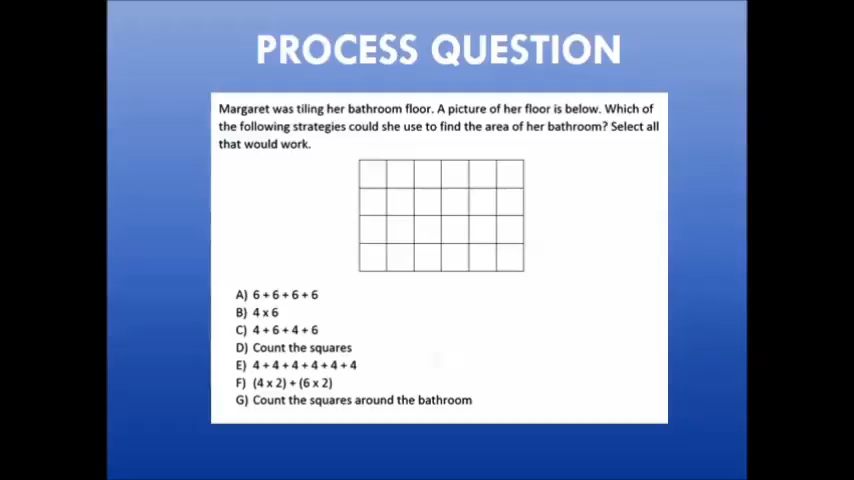 PROCESS QUESTION
Margaret was tiling her bathroom floor. A picture of her floor is below. Which of
the following strategies could she use to find the area of her bathroom? Select all
that would work.
A) 6 + 6 + 6 + 6
B) 4 x 6
C) 4 + 6 + 4 + 6
D) Count the squares
E) 4 + 4 + 4 + 4 + 4 + 4
F) (4 x 2) + (6 x 2)
G) Count the squares around the bathroom